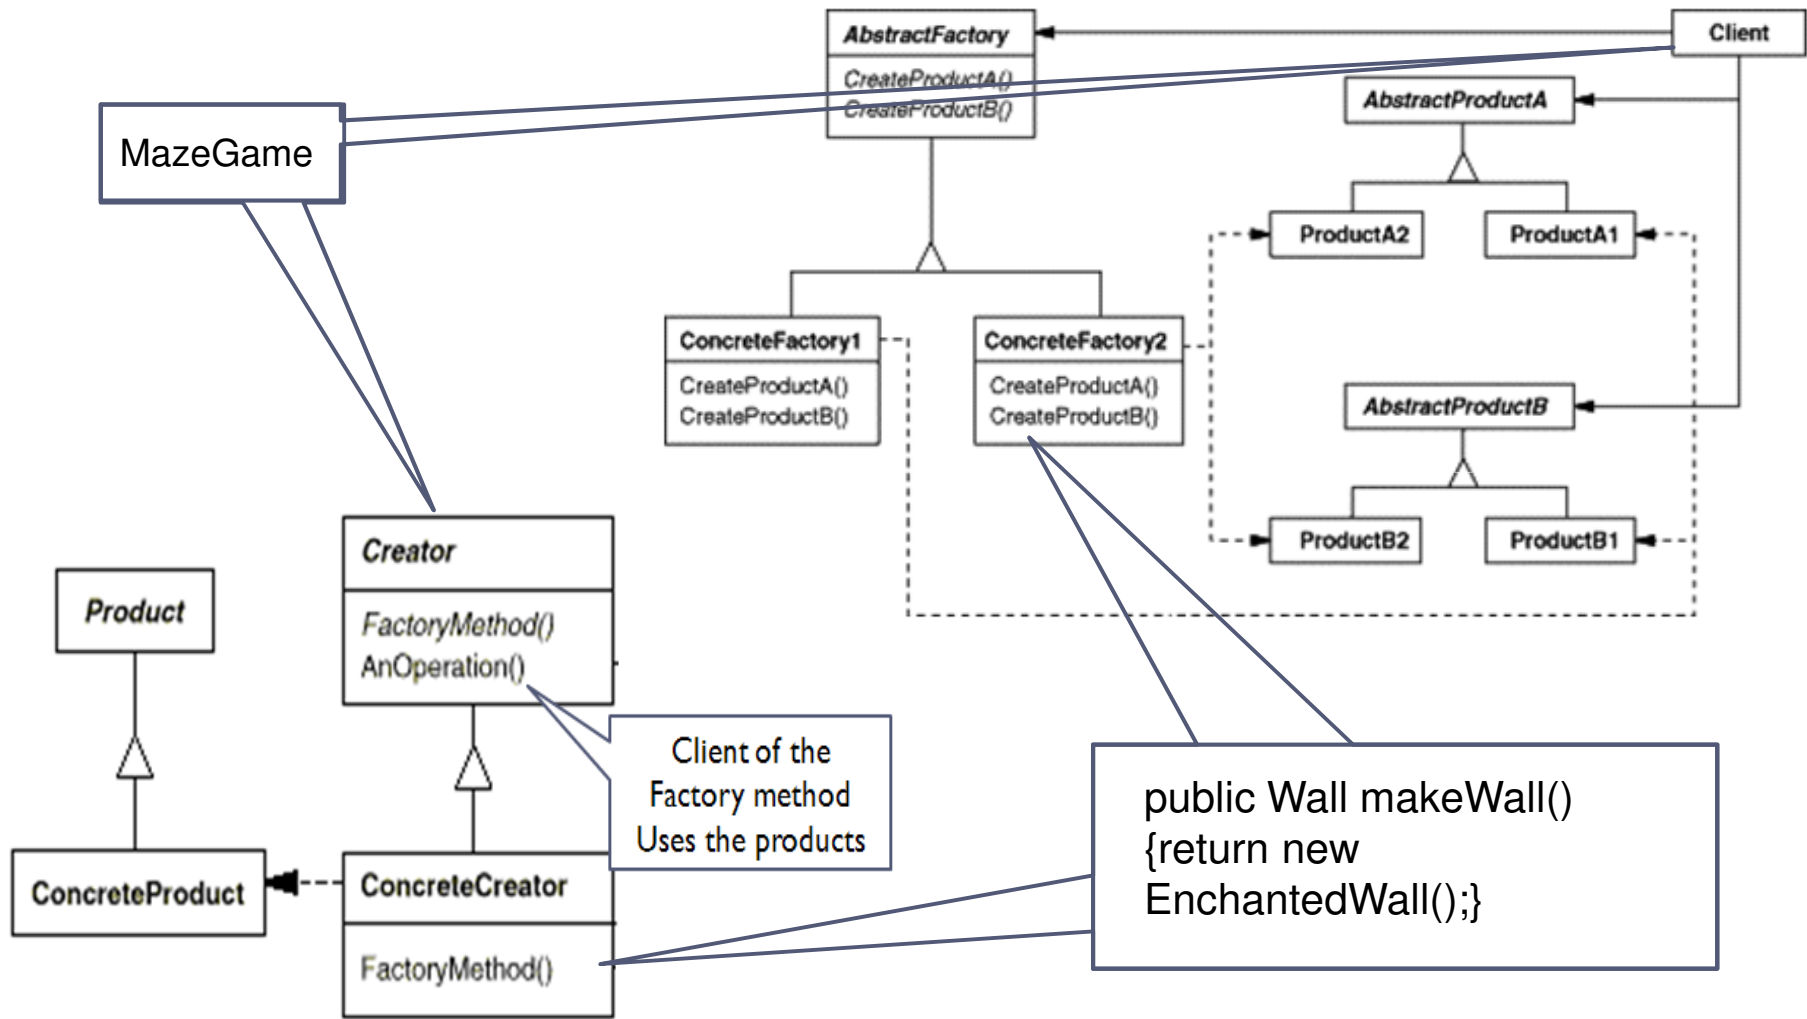 AbstractFactory
CreateProductA()
CreateProductB()
Client
AbstractProductA
MazeGame
ProductA2
ProductA1
ConcreteFactory1
CreateProductA()
CreateProductB()
ConcreteFactory2
CreateProductA()
CreateProductB()
AbstractProductB
ProductB2
ProductB1
Creator
FactoryMethod()
AnOperation()
Product
Client of the
Factory method
Uses the products
public Wall makeWall()
{return new
EnchantedWall();}
ConcreteProduct
ConcreteCreator
FactoryMethod()